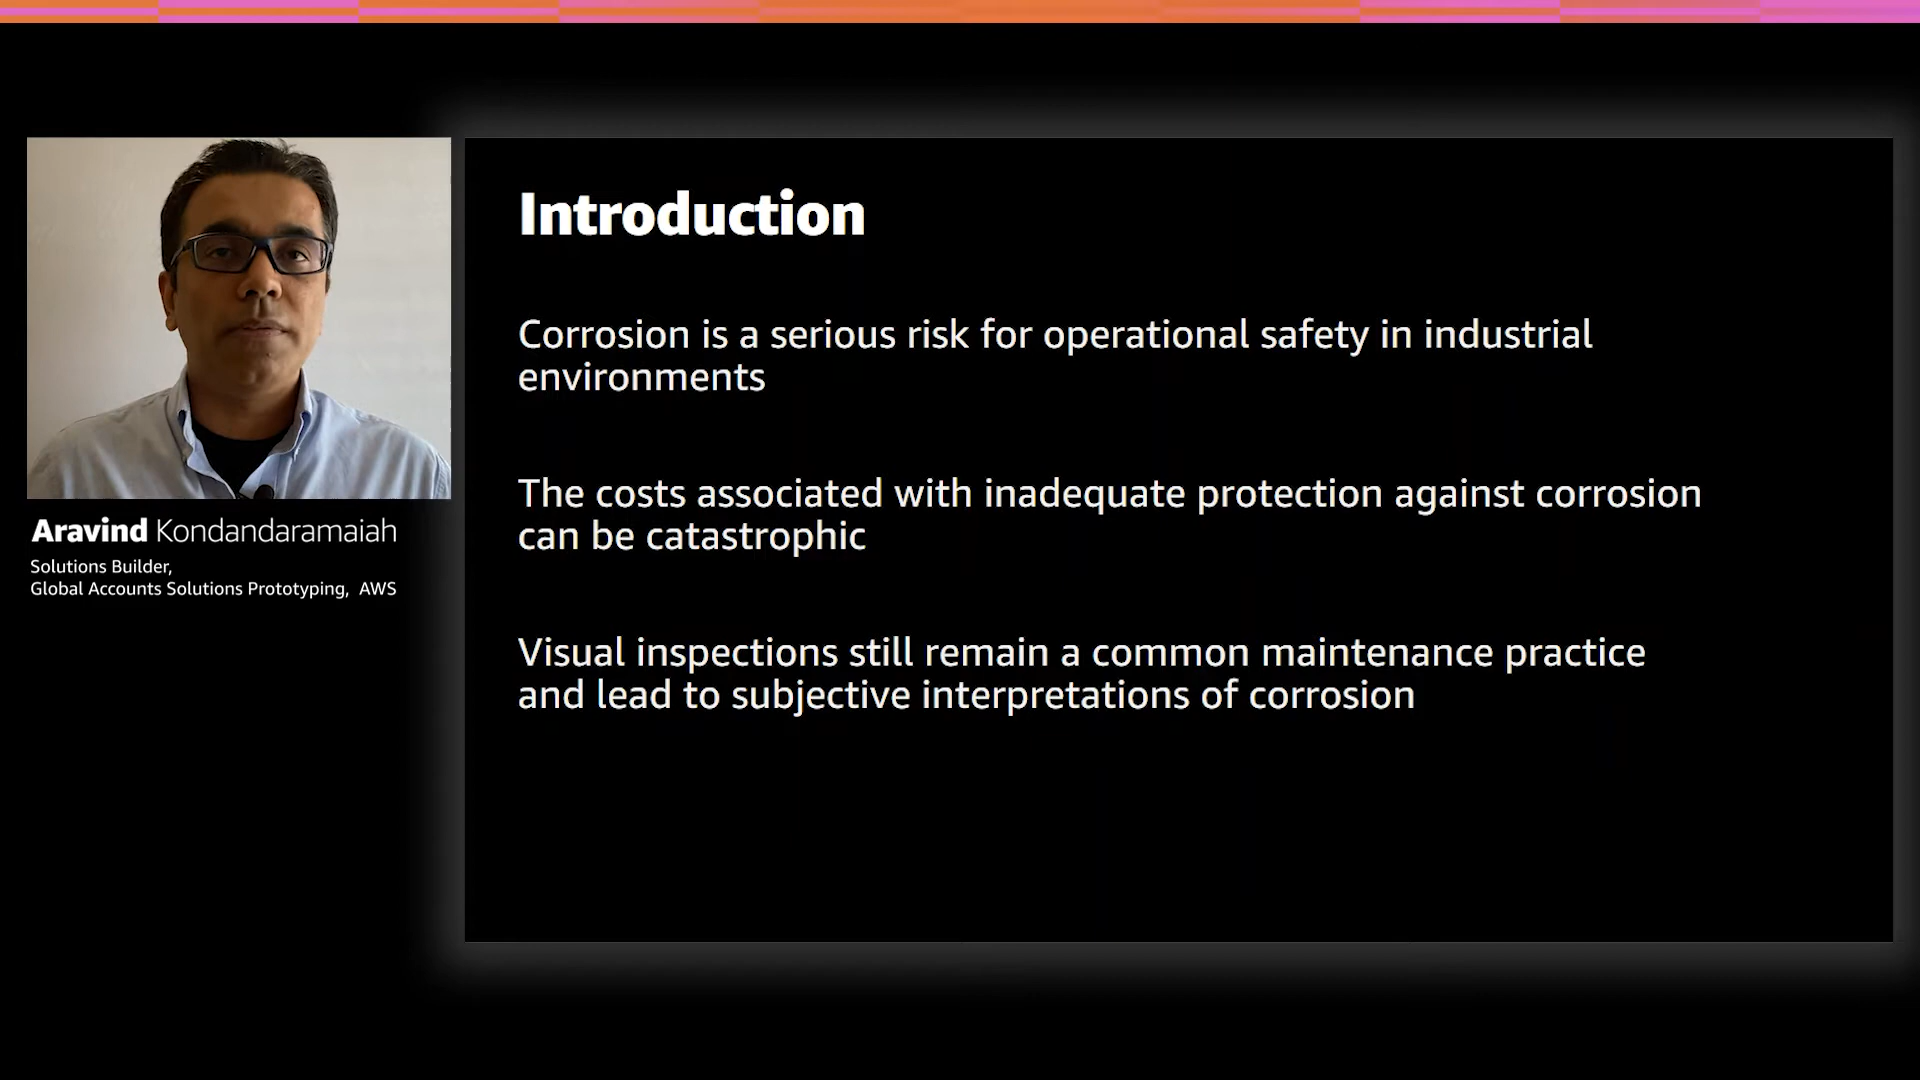 Aravind Kondandaramaiah
Solutions Builder,
Global Accounts Solutions Prototyping, AWS
Introduction
Corrosion is a serious risk for operational safety in industrial
environments
The costs associated with inadequate protection against corrosion
can be catastrophic
Visual inspections still remain a common maintenance practice
and lead to subjective interpretations of corrosion